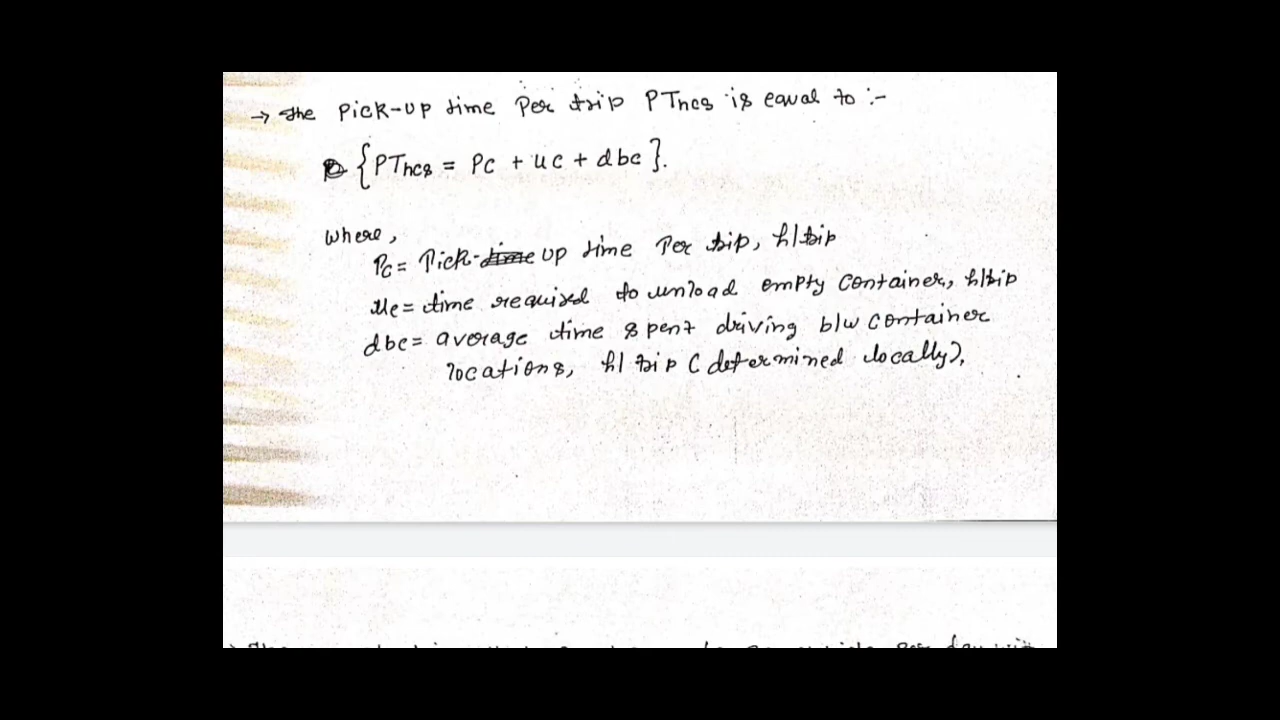 → The Pick-up time Per trip PThcs is equal to :-
{PThcs = Pc + uc + dbc}.
where,
Pc = Pick-up time Per trip, h/trip
uc = time required to unload empty container, h/trip
dbc = average time spent driving b/w container
locations, h/trip (determined locally).